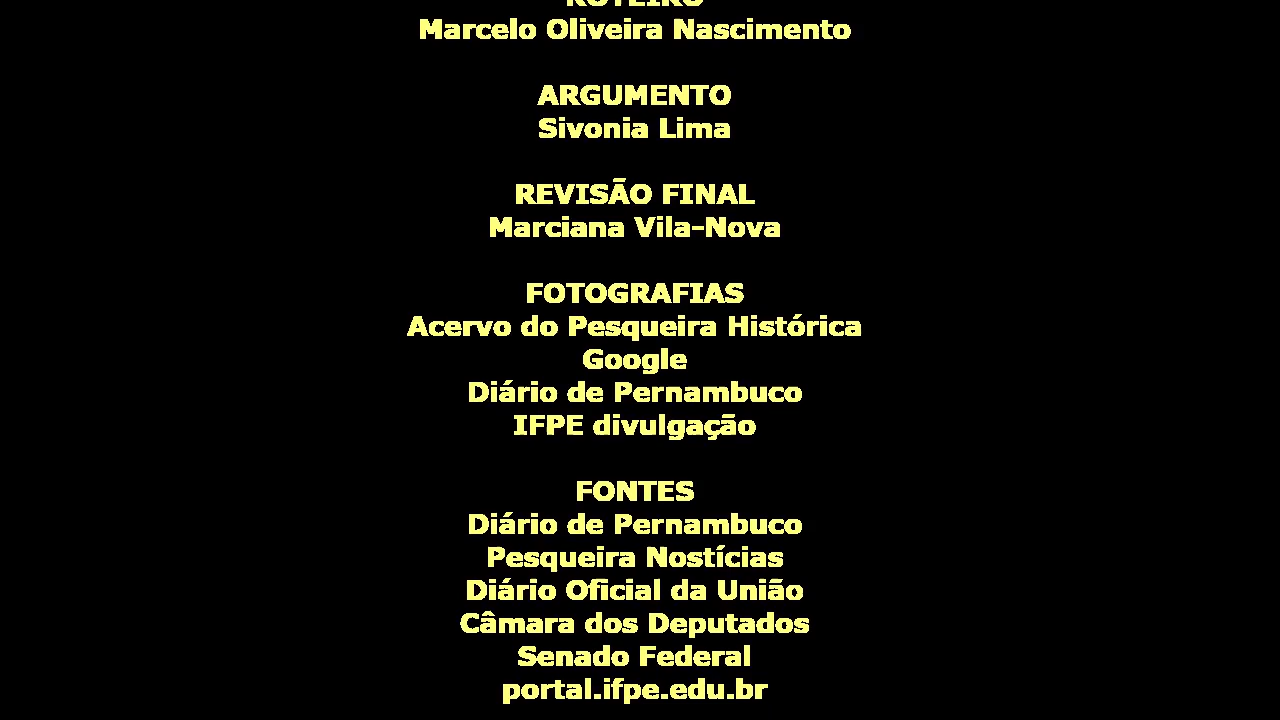 ROTEIRO
Marcelo Oliveira Nascimento
ARGUMENTO
Sivonia Lima
REVISÃO FINAL
Marciana Vila-Nova
FOTOGRAFIAS
Acervo do Pesqueira Histórica
Google
Diário de Pernambuco
IFPE divulgação
FONTES
Diário de Pernambuco
Pesqueira Nostícias
Diário Oficial da União
Câmara dos Deputados
Senado Federal
portal.ifpe.edu.br